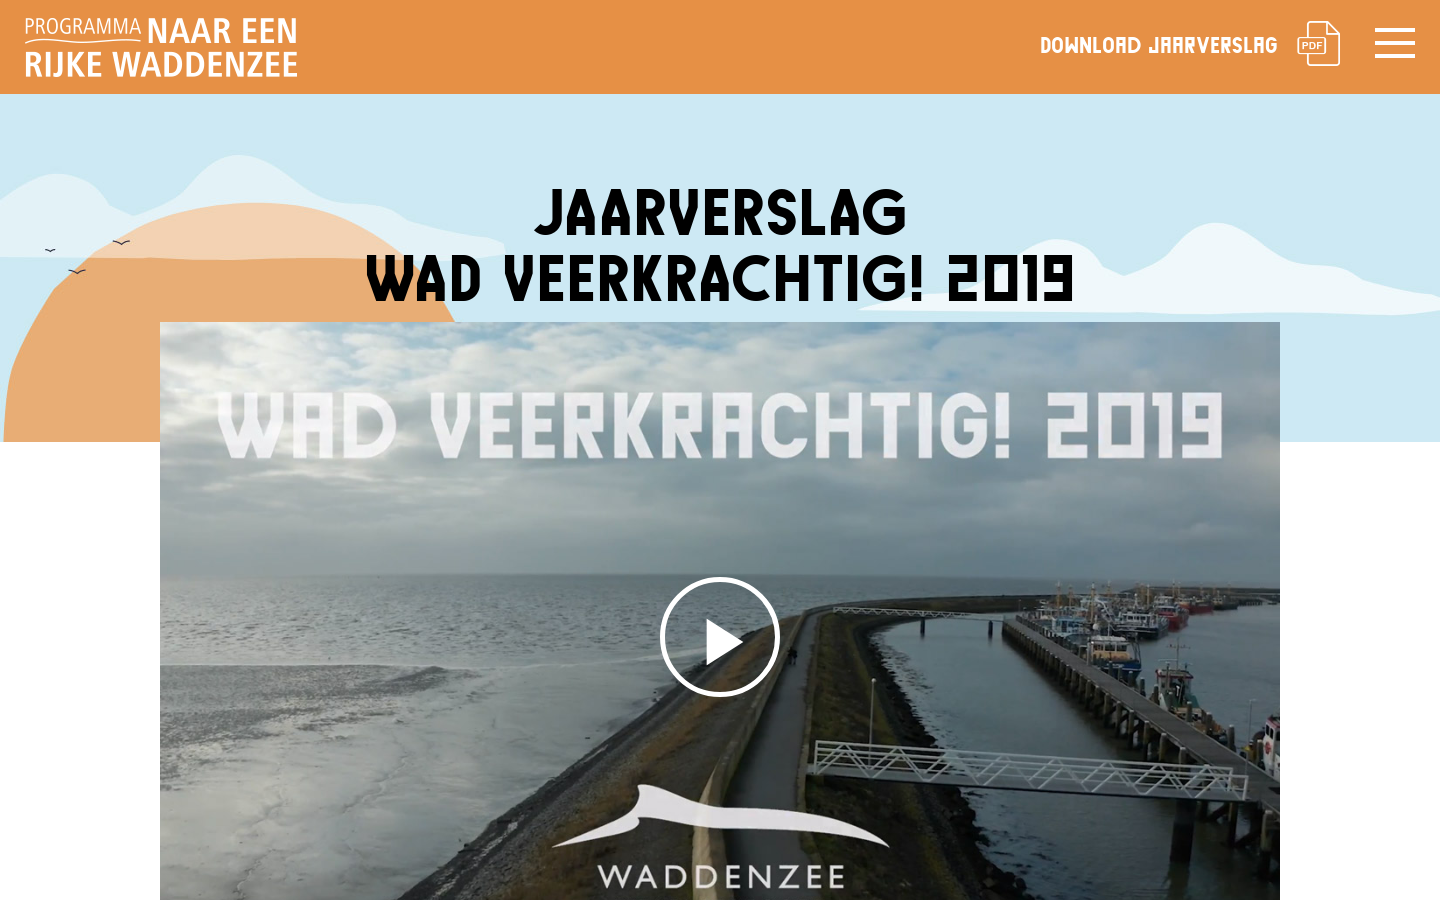 PROGRAMMA NAAR EEN
RIJKE WADDENZEE
DOWNLOAD JAARVERSLAG
PDF
JAARVERSLAG
WAD VEERKRACHTIG! 2019
WAD VEERKRACHTIG! 2019
WADDENZEE